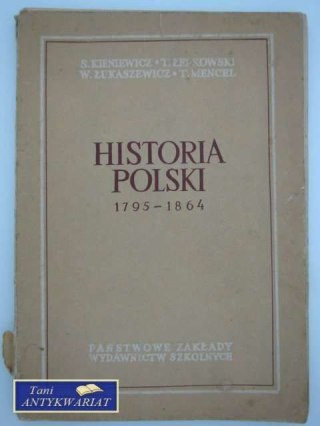 S. KIENIEWICZ • T. ŁEPKOWSKI
W. ŁUKASZEWICZ • T. MENCEL
HISTORIA
POLSKI
1795-1864
PAŃSTWOWE ZAKŁADY
WYDAWNICTW SZKOLNYCH
Tani
ANTYKWARIAT